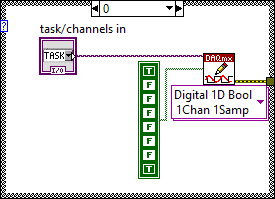 0
?
task/channels in
TASK
I/O
DAQmx
T
F
F
F
F
F
F
T
Digital 1D Bool
1Chan 1Samp